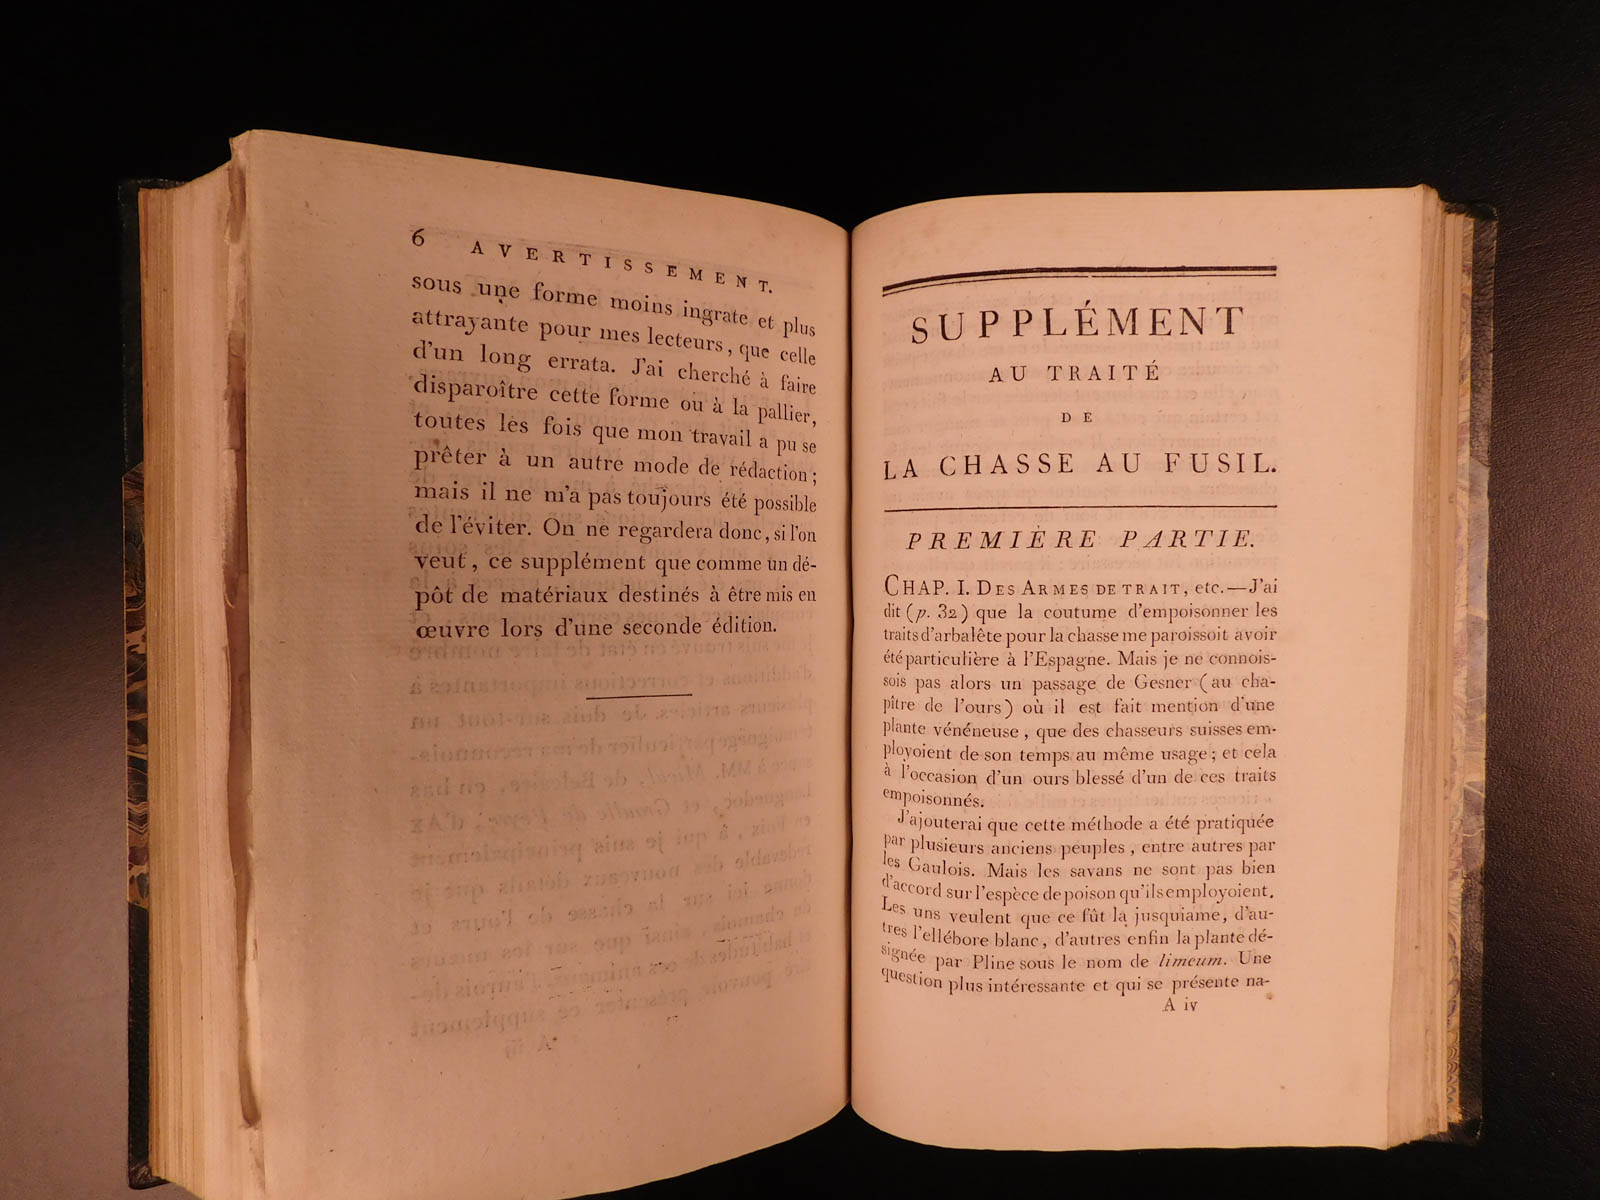 6 AVERTISSEMENT.
sous une forme moins ingrate et plus
attrayante pour mes lecteurs, que celle
d'un long errata. J'ai cherché à faire
disparoître cette forme ou à la pallier,
toutes les fois que mon travail a pu se
prêter à un autre mode de rédaction;
mais il ne m'a pas toujours été possible
de l'éviter. On ne regardera donc, si l'on
veut, ce supplément que comme un dé-
pôt de matériaux destinés à être mis en
œuvre lors d'une seconde édition.
SUPPLÉMENT
AU TRAITÉ
DE
LA CHASSE AU FUSIL.
PREMIÈRE PARTIE.
CHAP. I. DES ARMES DE TRAIT, etc.—J'ai
dit (p. 32) que la coutume d'empoisonner les
traits d'arbalête pour la chasse me paroissoit avoir
été particulière à l'Espagne. Mais je ne connois-
sois pas alors un passage de Gesner (au cha-
pître de l'ours) où il est fait mention d'une
plante vénéneuse, que des chasseurs suisses em-
ployoient de son temps au même usage; et cela
à l'occasion d'un ours blessé d'un de ces traits
empoisonnés.
J'ajouterai que cette méthode a été pratiquée
par plusieurs anciens peuples, entre autres par
les Gaulois. Mais les savans ne sont pas bien
d'accord sur l'espèce de poison qu'ils employoient.
Les uns veulent que ce fût la jusquiame, d'au-
tres l'ellébore blanc, d'autres enfin la plante dé-
signée par Pline sous le nom de limeum. Une
question plus intéressante et qui se présente na-
A iv